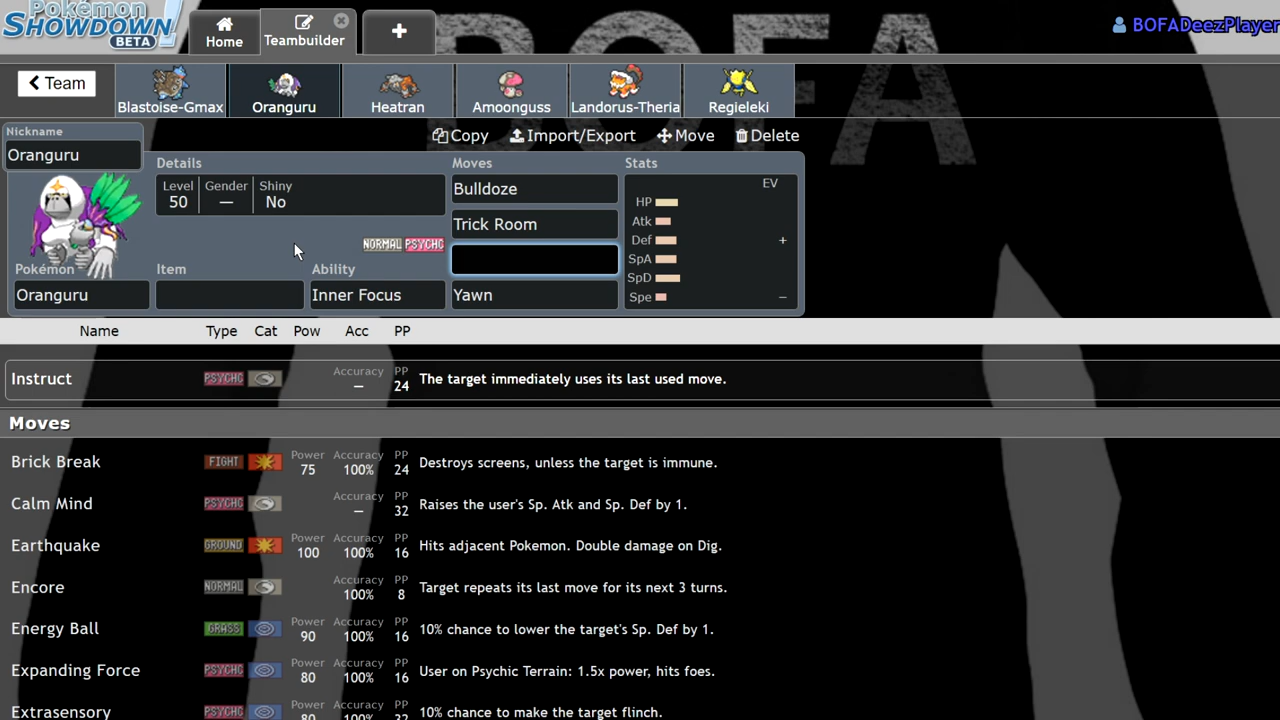 Pokémon
SHOWDOWN!
BETA
Home
Teambuilder
BOFADeezPlayer
BOFA
Team
Blastoise-Gmax
Oranguru
Heatran
Amoonguss
Landorus-Theria
Regieleki
Nickname
Oranguru
Copy
Import/Export
Move
Delete
Details
Level
50
Gender
—
Shiny
No
NORMAL PSYCHC
Pokémon
Oranguru
Item
Ability
Inner Focus
Moves
Bulldoze
Trick Room
Yawn
Stats
EV
HP
Atk
Def +
SpA
SpD
Spe −
Name Type Cat Pow Acc PP
Instruct PSYCHC Accuracy — PP 24 The target immediately uses its last used move.
Moves
Brick Break FIGHT Power 75 Accuracy 100% PP 24 Destroys screens, unless the target is immune.
Calm Mind PSYCHC Accuracy — PP 32 Raises the user's Sp. Atk and Sp. Def by 1.
Earthquake GROUND Power 100 Accuracy 100% PP 16 Hits adjacent Pokemon. Double damage on Dig.
Encore NORMAL Accuracy 100% PP 8 Target repeats its last move for its next 3 turns.
Energy Ball GRASS Power 90 Accuracy 100% PP 16 10% chance to lower the target's Sp. Def by 1.
Expanding Force PSYCHC Power 80 Accuracy 100% PP 16 User on Psychic Terrain: 1.5x power, hits foes.
Extrasensory PSYCHC Power 80 Accuracy 100% PP 32 10% chance to make the target flinch.